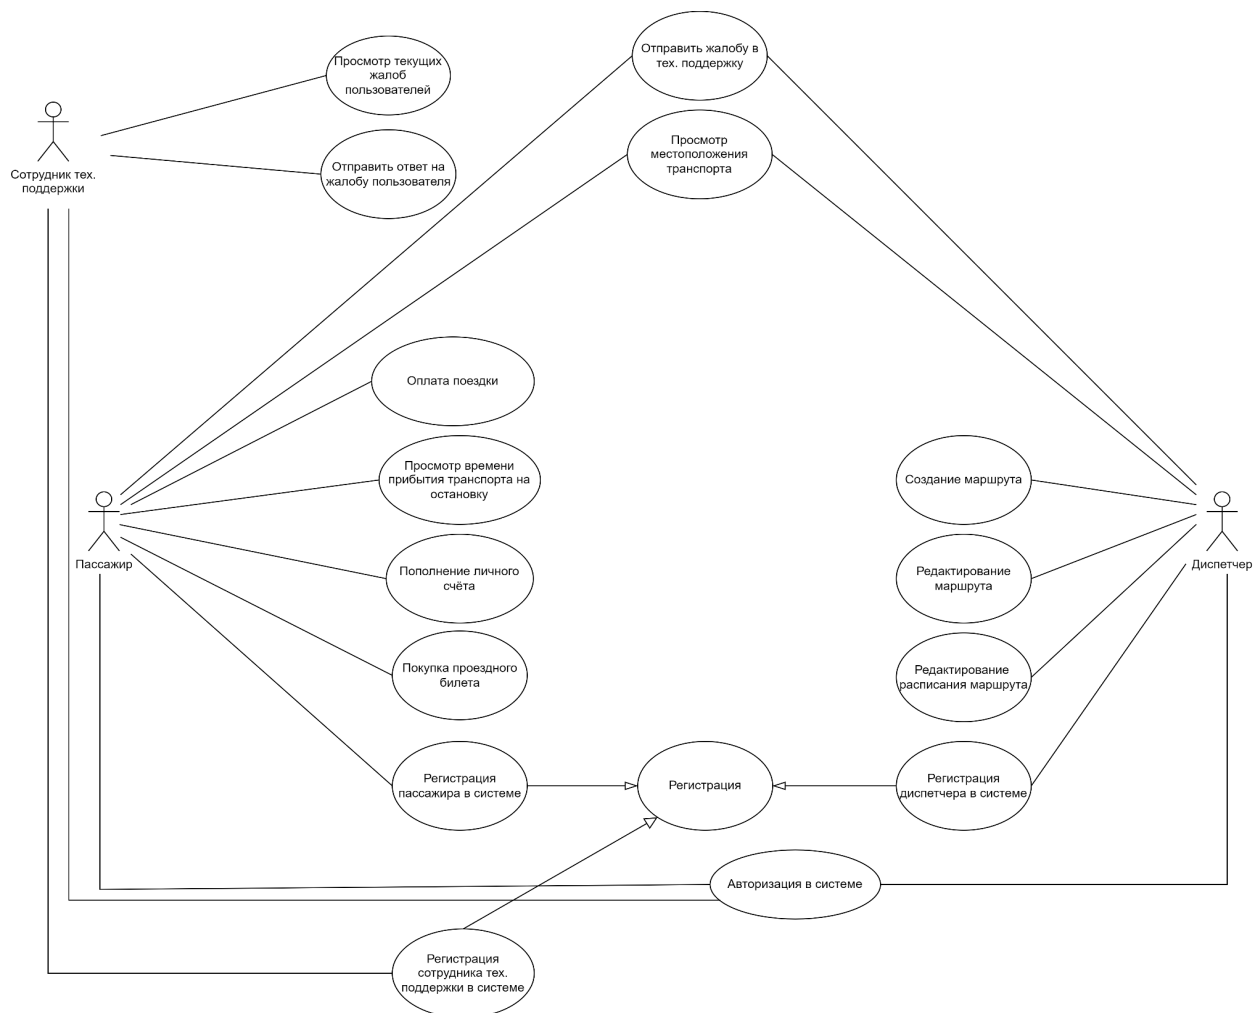 Просмотр текущих
жалоб
пользователей
Отправить жалобу в
тех. поддержку
Сотрудник тех.
поддержки
Отправить ответ на
жалобу пользователя
Просмотр
местоположения
транспорта
Оплата поездки
Просмотр времени
прибытия транспорта на
остановку
Создание маршрута
Пассажир
Диспетчер
Пополнение личного
счёта
Редактирование
маршрута
Покупка проездного
билета
Редактирование
расписания маршрута
Регистрация
пассажира в системе
Регистрация
Регистрация
диспетчера в системе
Авторизация в системе
Регистрация
сотрудника тех.
поддержки в системе